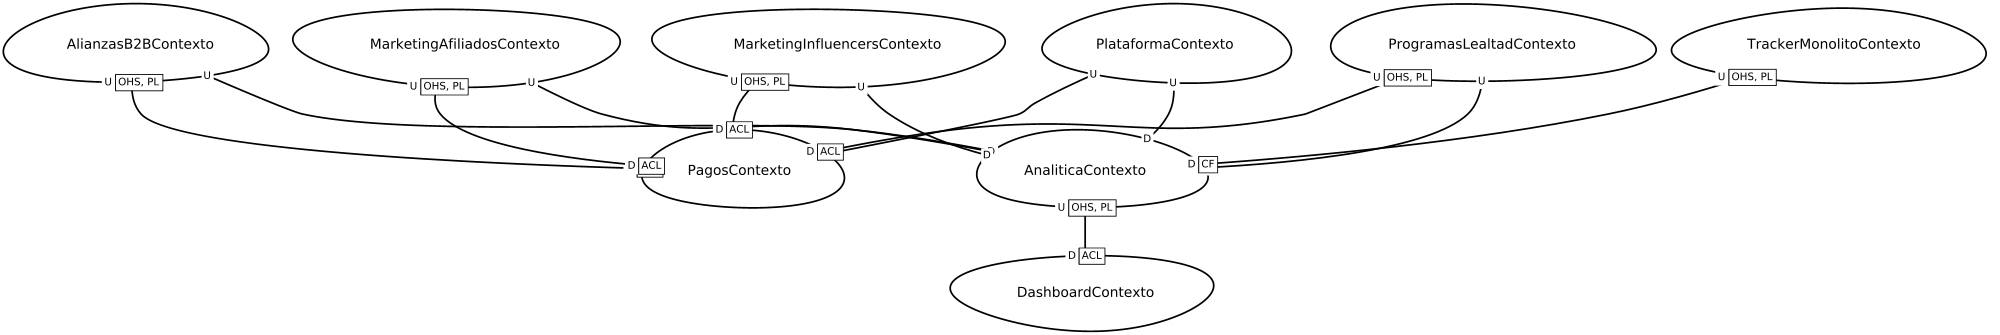 AlianzasB2BContexto
MarketingAfiliadosContexto
MarketingInfluencersContexto
PlataformaContexto
ProgramasLealtadContexto
TrackerMonolitoContexto
U OHS, PL
U
U OHS, PL
U
U OHS, PL
U
U
U
U OHS, PL
U
U OHS, PL
D ACL
D ACL
D ACL
D
D
D CF
PagosContexto
AnaliticaContexto
U OHS, PL
D ACL
DashboardContexto